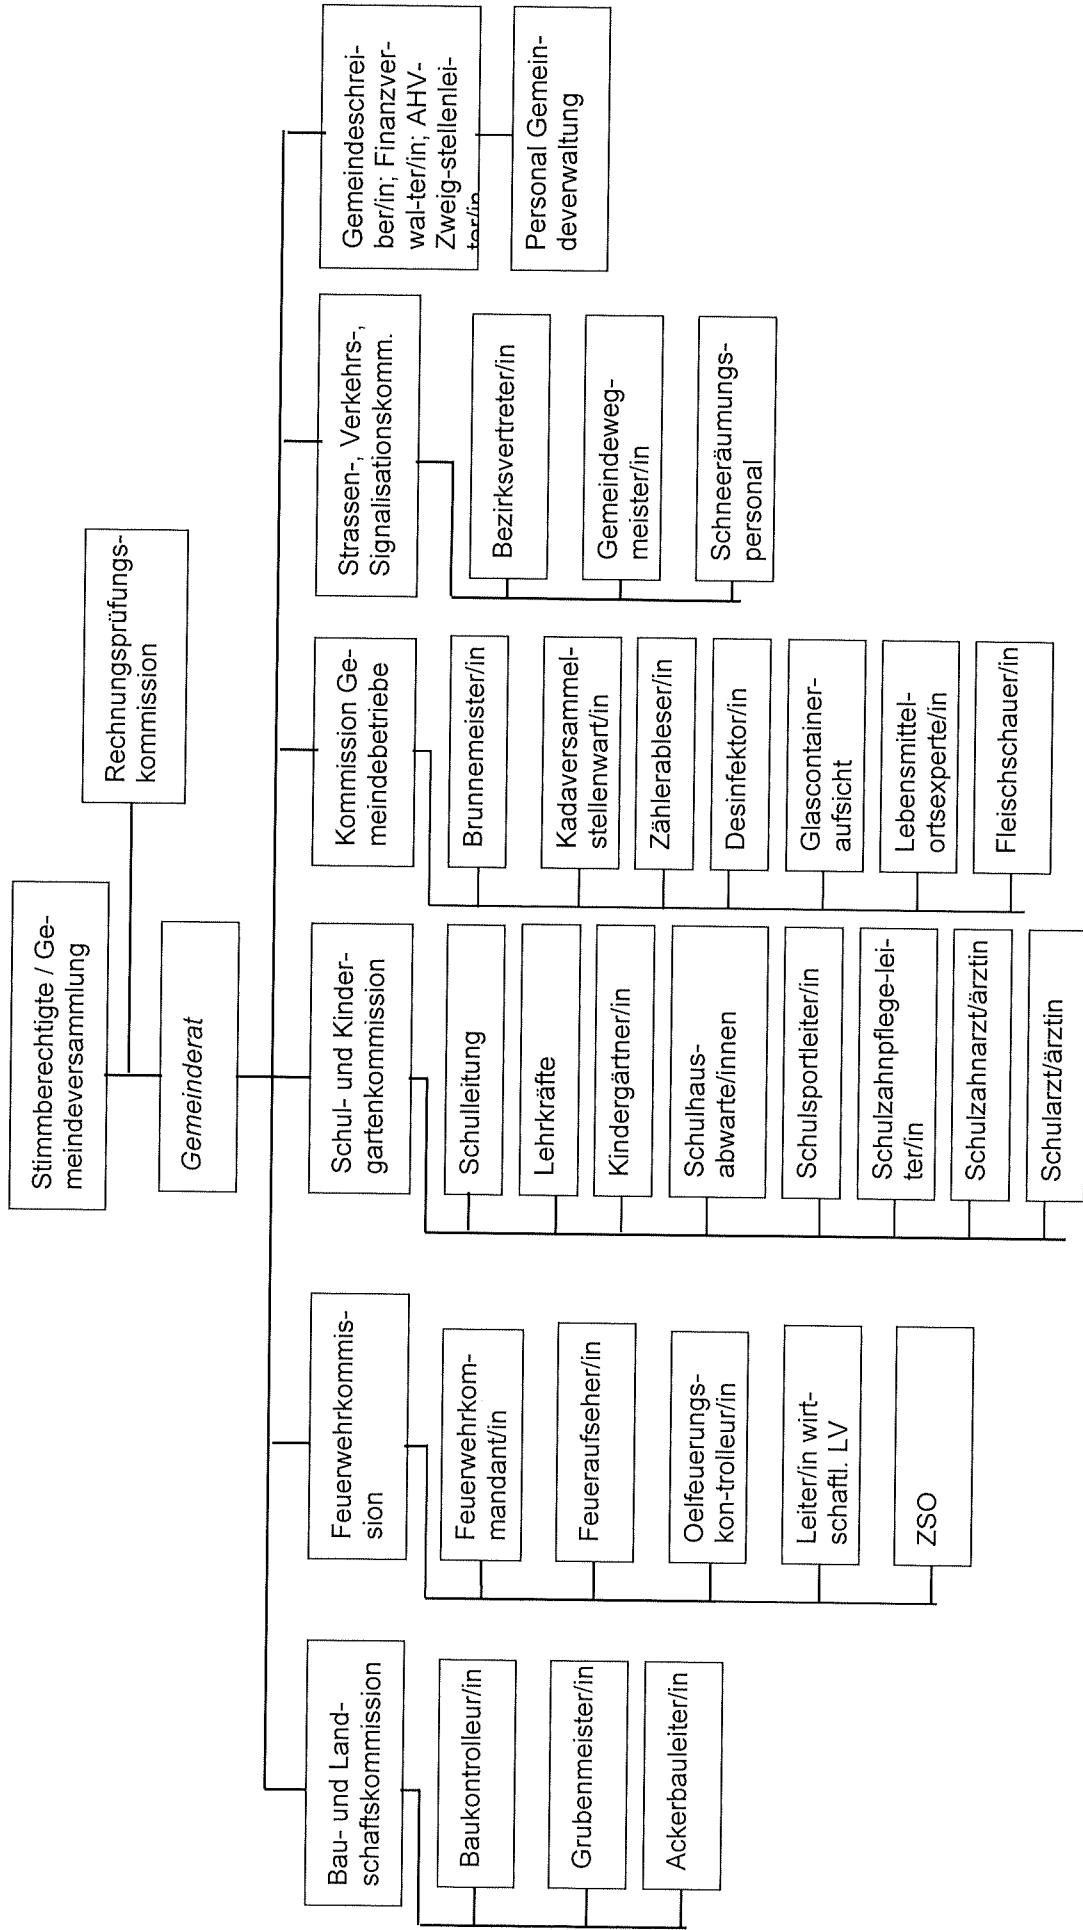 Stimmberechtigte / Ge-
meindeversammlung
Rechnungsprüfungs-
kommission
Gemeinderat
Bau- und Land-
schaftskommission
Baukontrolleur/in
Grubenmeister/in
Ackerbauleiter/in
Feuerwehrkommis-
sion
Feuerwehrkom-
mandant/in
Feueraufseher/in
Oelfeuerungs-
kon-trolleur/in
Leiter/in wirt-
schaftl. LV
ZSO
Schul- und Kinder-
gartenkommission
Schulleitung
Lehrkräfte
Kindergärtner/in
Schulhaus-
abwarte/innen
Schulsportleiter/in
Schulzahnpflege-lei-
ter/in
Schulzahnarzt/ärztin
Schularzt/ärztin
Kommission Ge-
meindebetriebe
Brunnemeister/in
Kadaversammel-
stellenwart/in
Zählerableser/in
Desinfektor/in
Glascontainer-
aufsicht
Lebensmittel-
ortsexperte/in
Fleischschauer/in
Strassen-, Verkehrs-,
Signalisationskomm.
Bezirksvertreter/in
Gemeindeweg-
meister/in
Schneeräumungs-
personal
Gemeindeschrei-
ber/in; Finanzver-
wal-ter/in; AHV-
Zweig-stellenlei-
ter/in
Personal Gemein-
deverwaltung